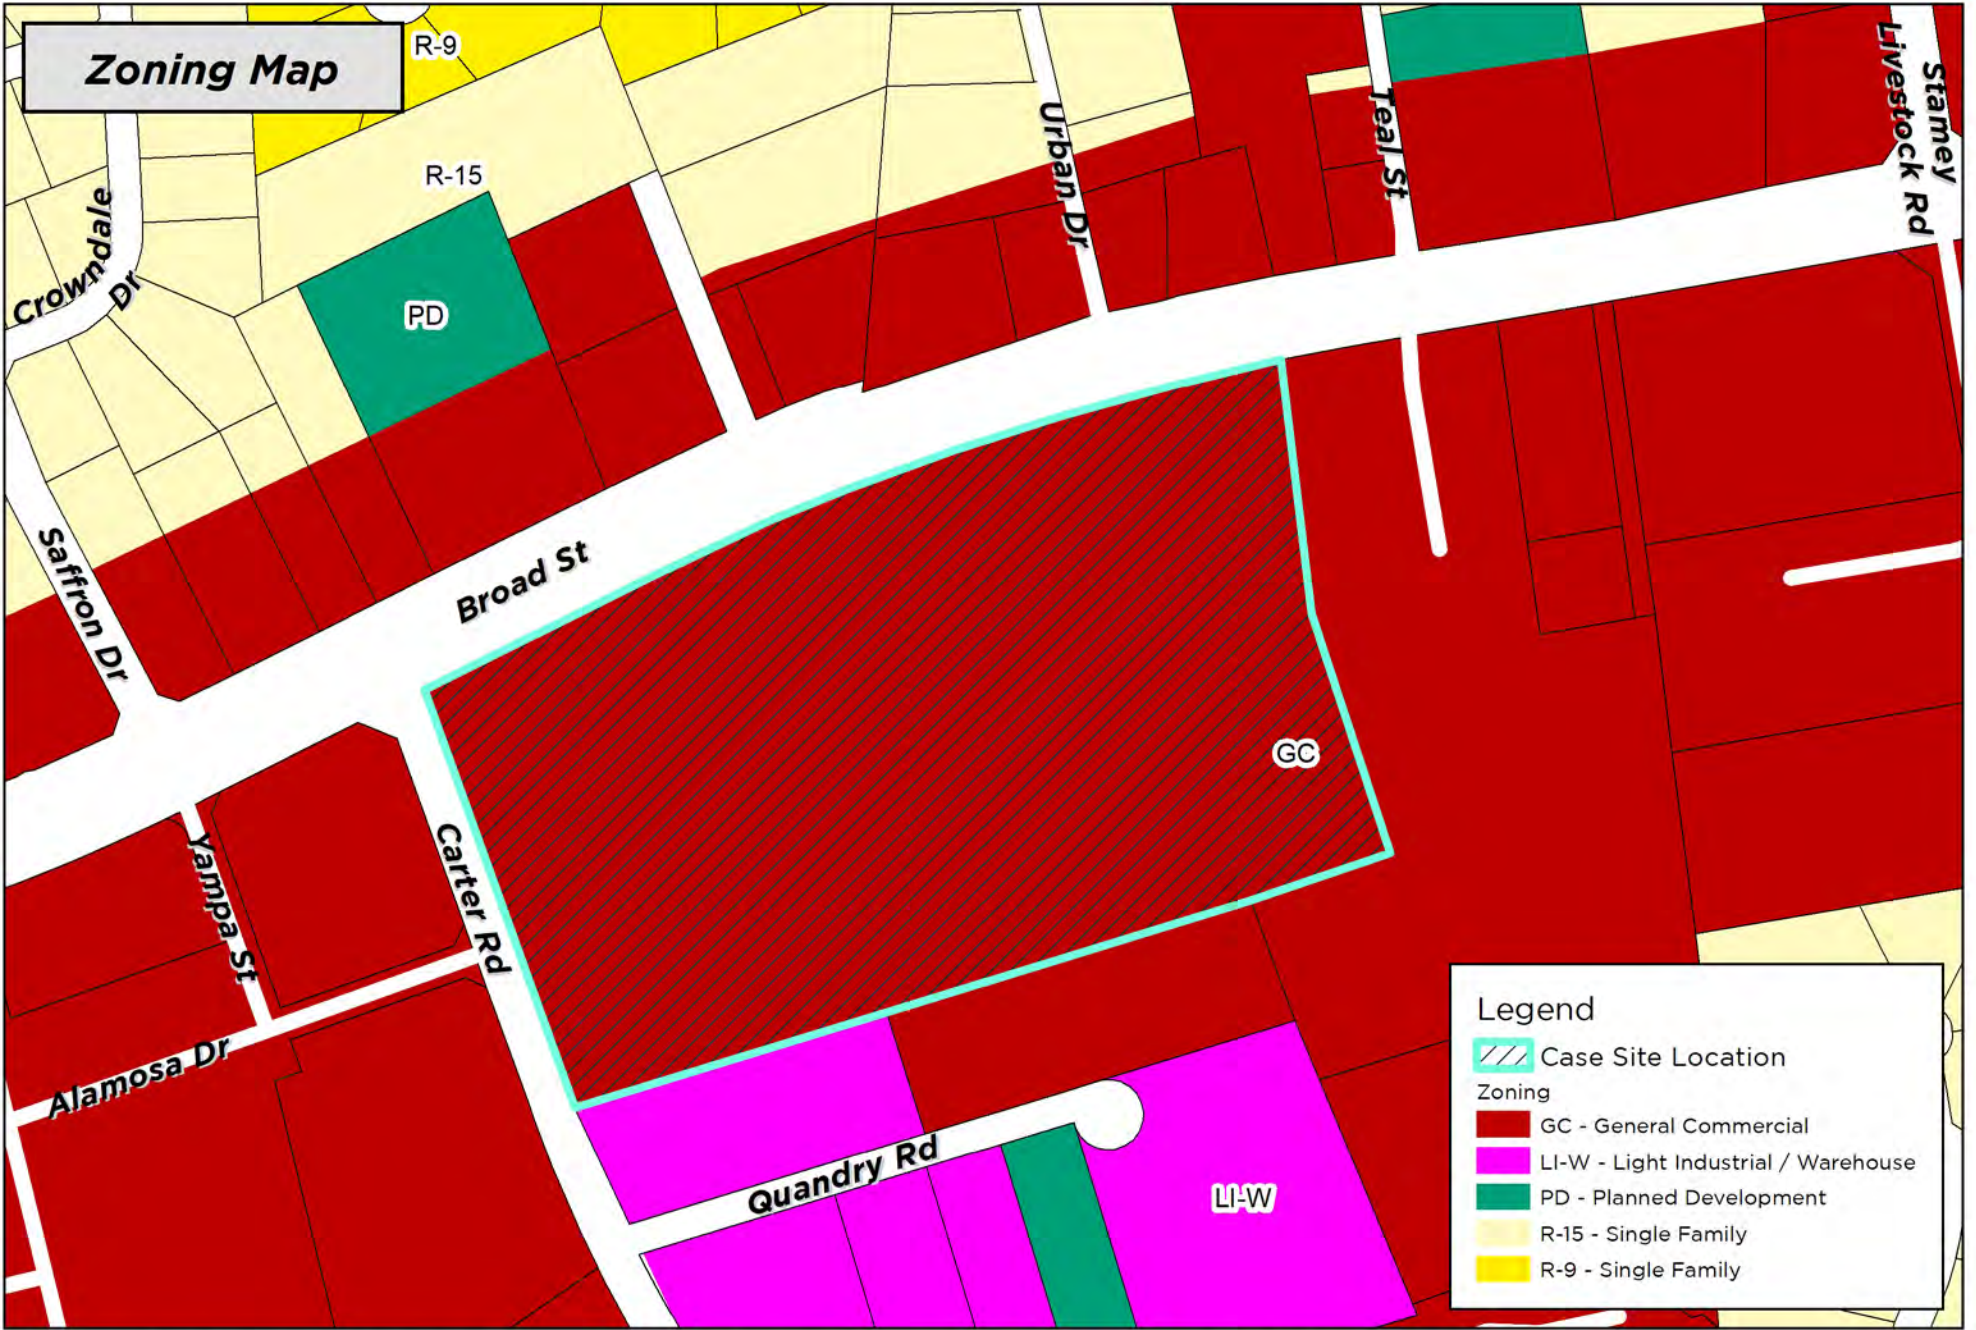 Zoning Map
R-9
R-15
PD
Crowndale
Dr
Urban Dr
Teal St
Stamey
Livestock Rd
Saffron Dr
Broad St
GC
Yampa St
Carter Rd
Alamosa Dr
Quandry Rd
LI-W
Legend
Case Site Location
Zoning
GC - General Commercial
LI-W - Light Industrial / Warehouse
PD - Planned Development
R-15 - Single Family
R-9 - Single Family